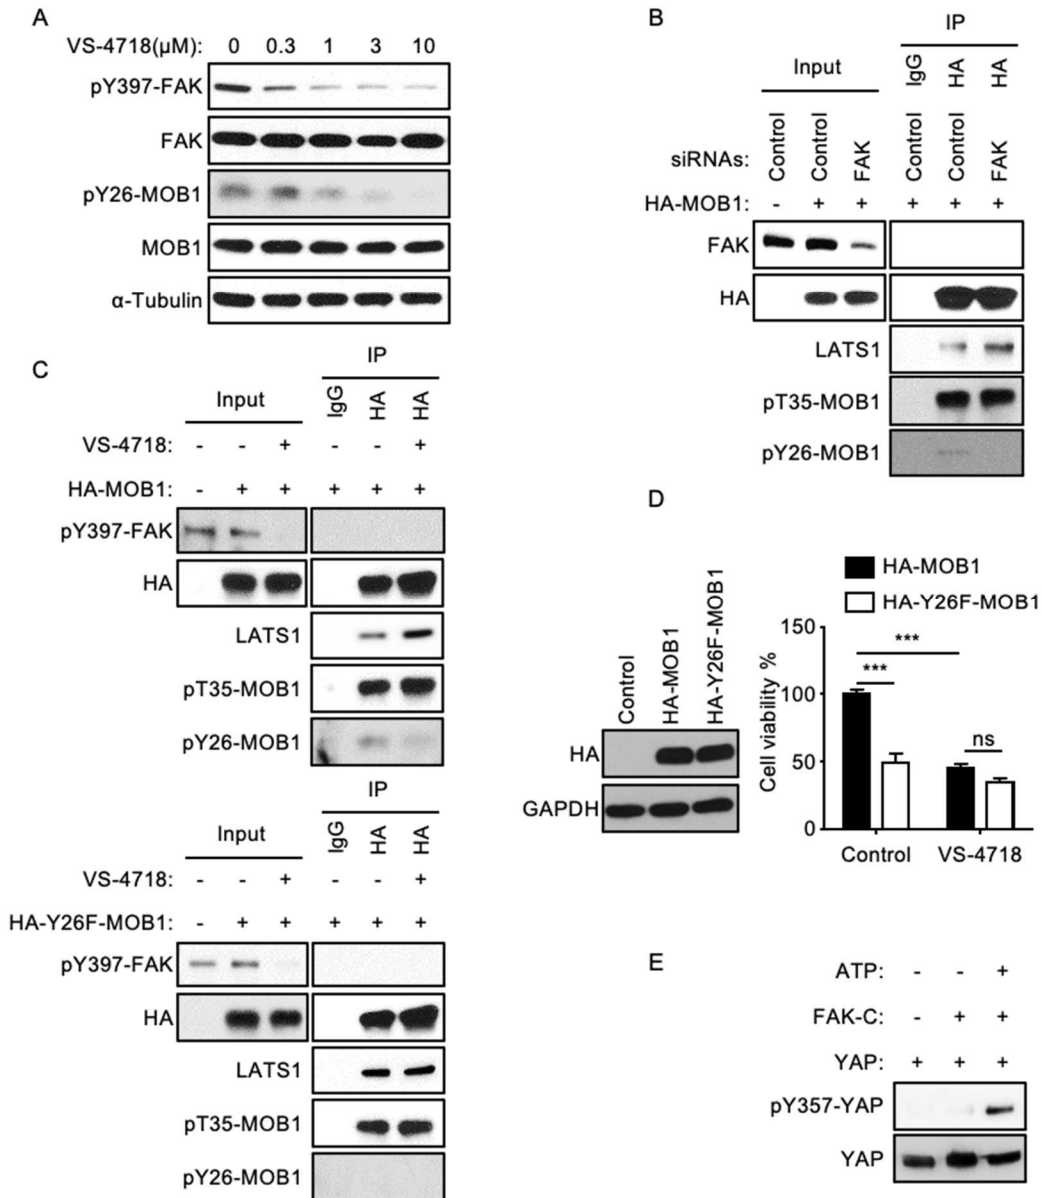 A
VS-4718(µM): 0 0.3 1 3 10
pY397-FAK
FAK
pY26-MOB1
MOB1
α-Tubulin
B
IP
Input
IgG
HA
HA
siRNAs: Control Control FAK Control Control FAK
HA-MOB1: - + + + + +
FAK
HA
LATS1
pT35-MOB1
pY26-MOB1
C
IP
Input
IgG
HA
HA
VS-4718: - - + - - +
HA-MOB1: - + + + + +
pY397-FAK
HA
LATS1
pT35-MOB1
pY26-MOB1
IP
Input
IgG
HA
HA
VS-4718: - - + - - +
HA-Y26F-MOB1: - + + + + +
pY397-FAK
HA
LATS1
pT35-MOB1
pY26-MOB1
D
Control
HA-MOB1
HA-Y26F-MOB1
HA
GAPDH
HA-MOB1
HA-Y26F-MOB1
Cell viability %
150
100
50
0
***
***
ns
Control VS-4718
E
ATP: - - +
FAK-C: - + +
YAP: + + +
pY357-YAP
YAP